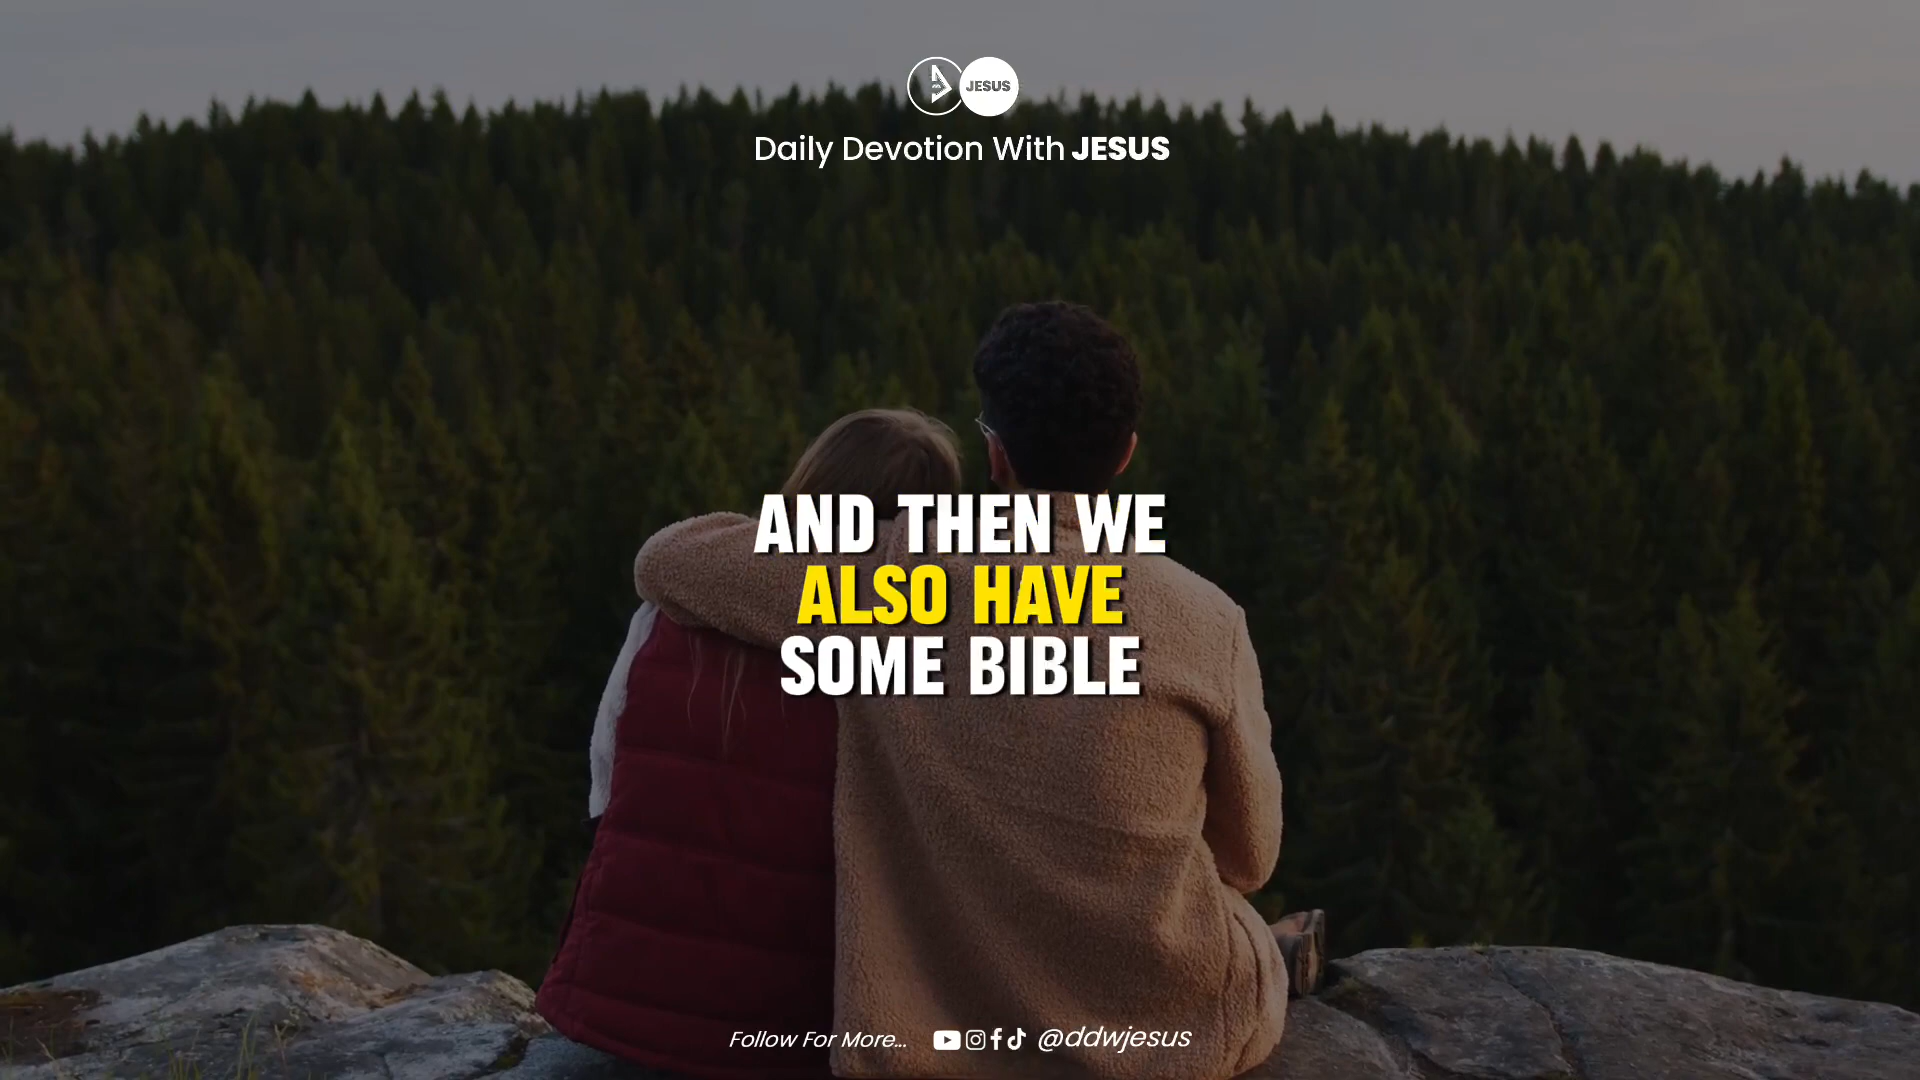 JESUS
Daily Devotion With JESUS
AND THEN WE
ALSO HAVE
SOME BIBLE
Follow For More... @ddwjesus